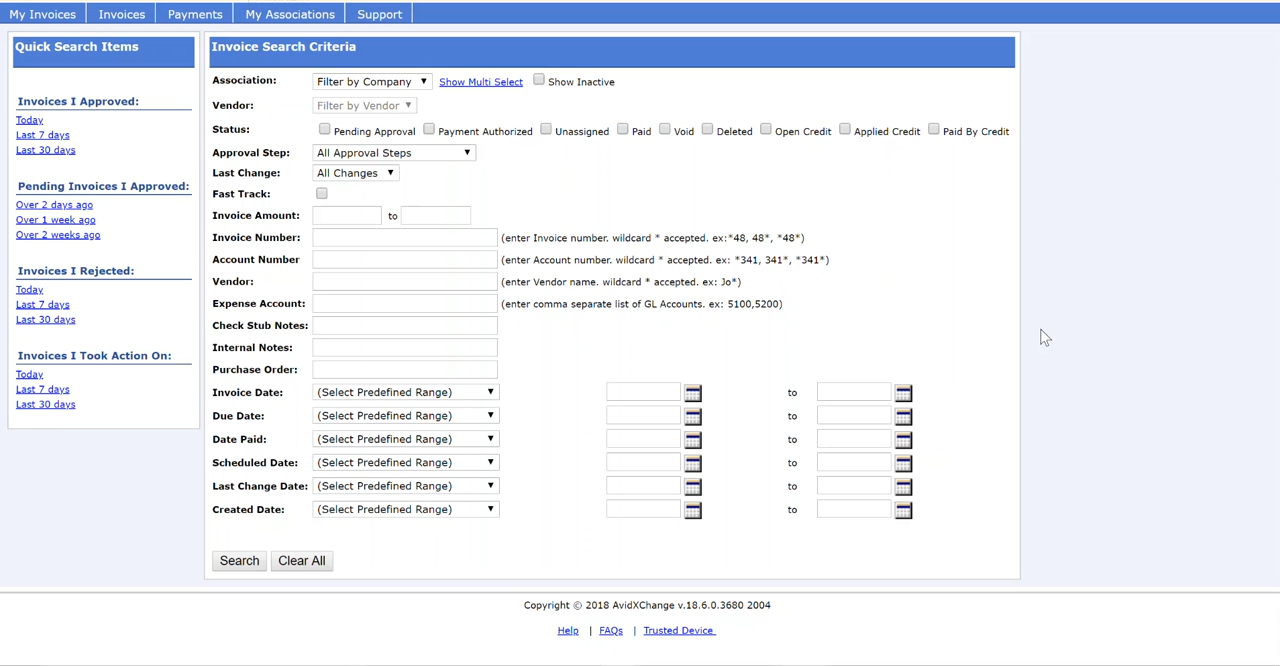 My Invoices Invoices Payments My Associations Support
Quick Search Items
Invoices I Approved:
Today
Last 7 days
Last 30 days
Pending Invoices I Approved:
Over 2 days ago
Over 1 week ago
Over 2 weeks ago
Invoices I Rejected:
Today
Last 7 days
Last 30 days
Invoices I Took Action On:
Today
Last 7 days
Last 30 days
Invoice Search Criteria
Association: Filter by Company Show Multi Select Show Inactive
Vendor: Filter by Vendor
Status: Pending Approval Payment Authorized Unassigned Paid Void Deleted Open Credit Applied Credit Paid By Credit
Approval Step: All Approval Steps
Last Change: All Changes
Fast Track:
Invoice Amount: to
Invoice Number: (enter Invoice number. wildcard * accepted. ex:*48, 48*, *48*)
Account Number (enter Account number. wildcard * accepted. ex: *341, 341*, *341*)
Vendor: (enter Vendor name. wildcard * accepted. ex: Jo*)
Expense Account: (enter comma separate list of GL Accounts. ex: 5100,5200)
Check Stub Notes:
Internal Notes:
Purchase Order:
Invoice Date: (Select Predefined Range) to
Due Date: (Select Predefined Range) to
Date Paid: (Select Predefined Range) to
Scheduled Date: (Select Predefined Range) to
Last Change Date: (Select Predefined Range) to
Created Date: (Select Predefined Range) to
Search Clear All
Copyright © 2018 AvidXChange v.18.6.0.3680 2004
Help | FAQs | Trusted Device